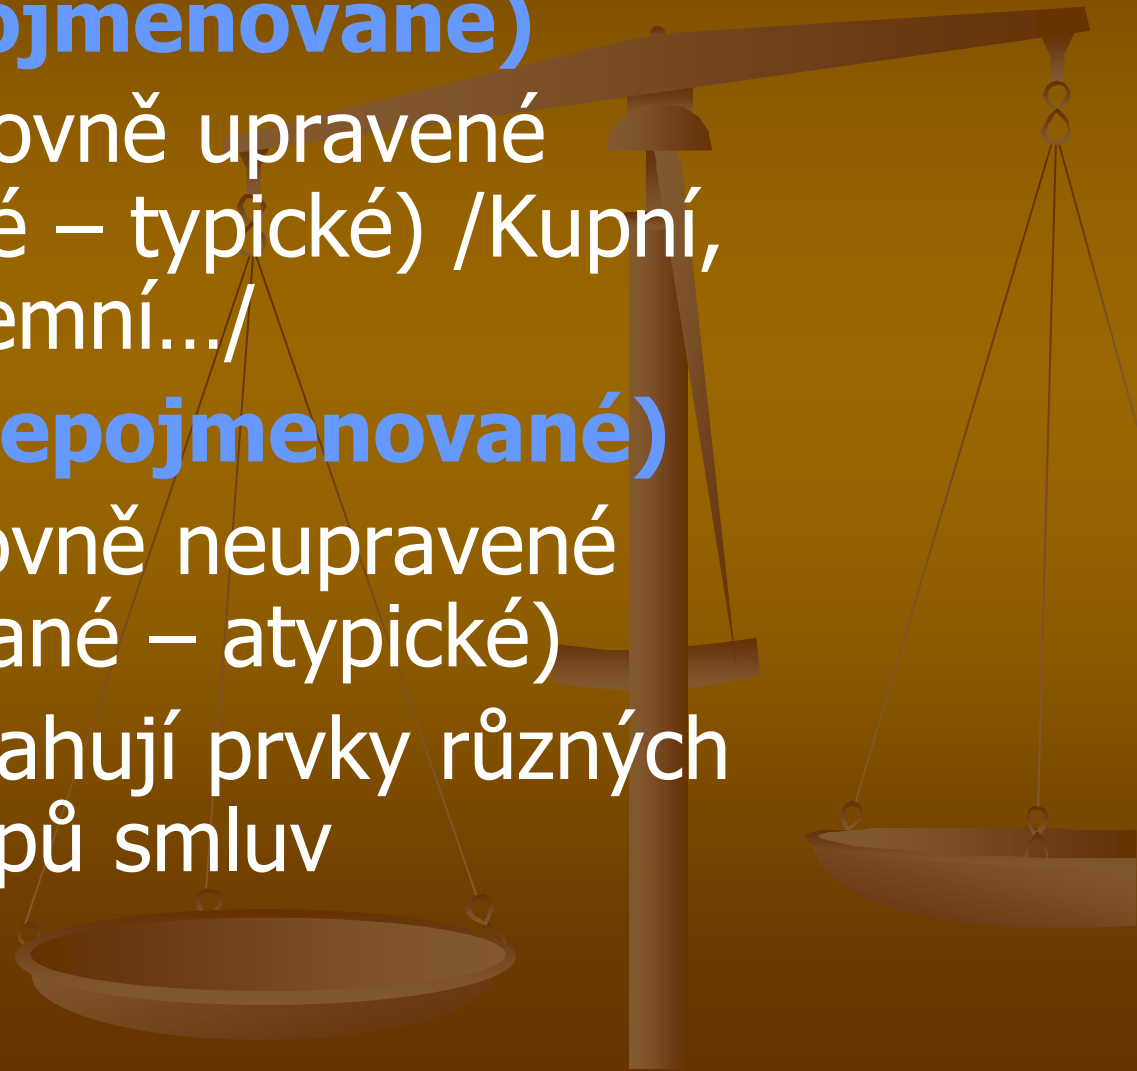 ojmenované)
ovně upravené
é – typické) /Kupní,
emní…/
epojmenované)
ovně neupravené
ané – atypické)
ahují prvky různých
pů smluv